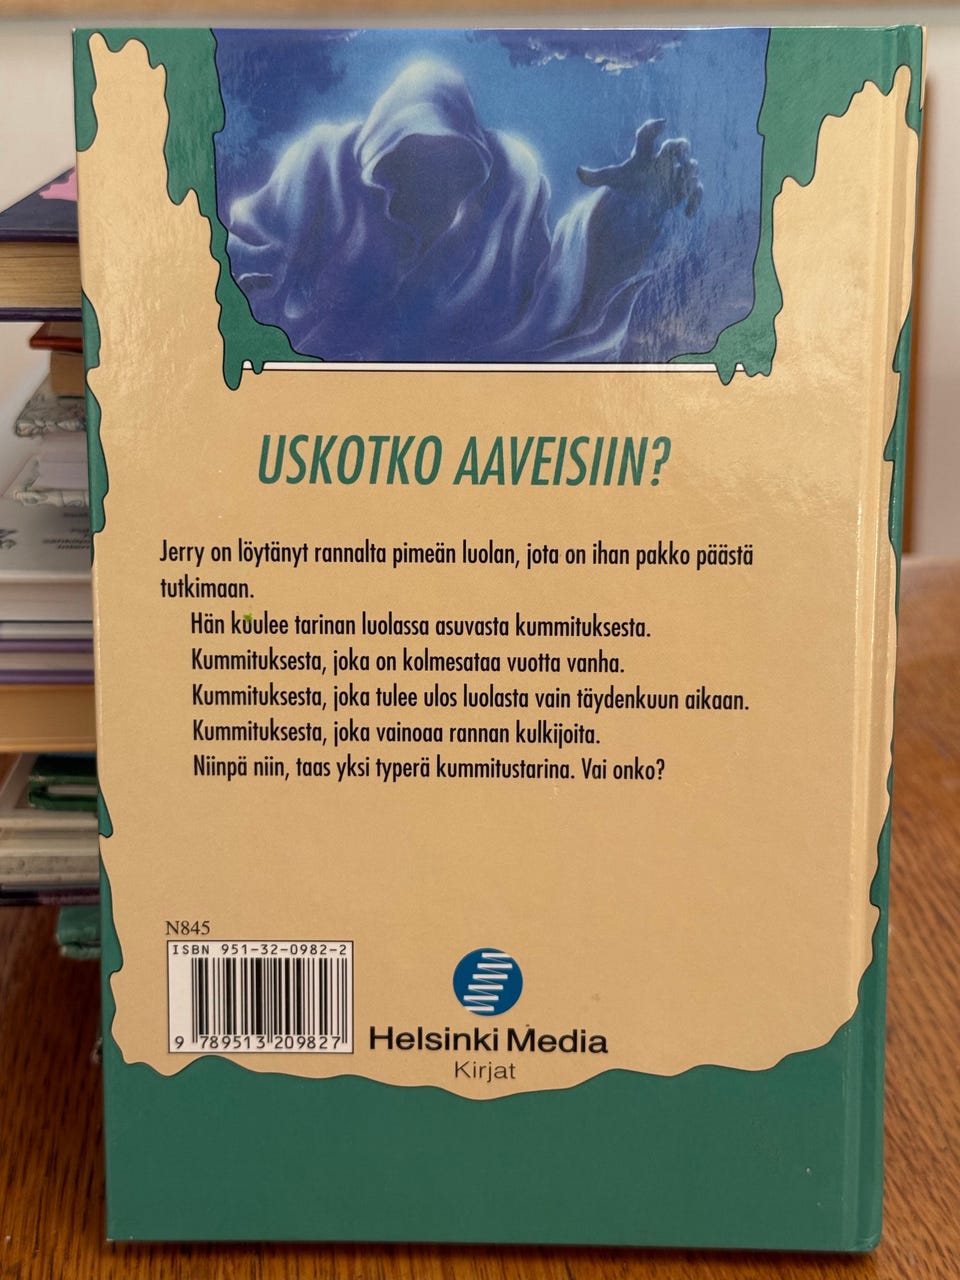 USKOTKO AAVEISIIN?
Jerry on löytänyt rannalta pimeän luolan, jota on ihan pakko päästä
tutkimaan.
Hän kuulee tarinan luolassa asuvasta kummituksesta.
Kummituksesta, joka on kolmesataa vuotta vanha.
Kummituksesta, joka tulee ulos luolasta vain täydenkuun aikaan.
Kummituksesta, joka vainoaa rannan kulkijoita.
Niinpä niin, taas yksi typerä kummitustarina. Vai onko?
N845
ISBN 951-32-0982-2
9 789513 209827
Helsinki Media
Kirjat